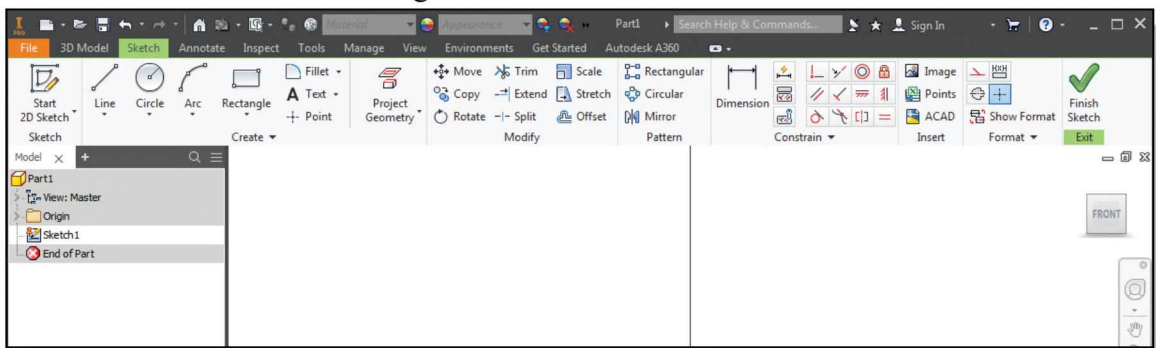 PRO Material Appearance Part1 Search Help & Commands... Sign In
File 3D Model Sketch Annotate Inspect Tools Manage View Environments Get Started Autodesk A360
Start 2D Sketch Line Circle Arc Rectangle Fillet Text Point Project Geometry Move Copy Rotate Trim Extend Split Scale Stretch Offset Rectangular Circular Mirror Dimension Image Points ACAD Show Format Finish Sketch
Sketch Create Modify Pattern Constrain Insert Format Exit
Model
Part1
View: Master
Origin
Sketch1
End of Part
FRONT